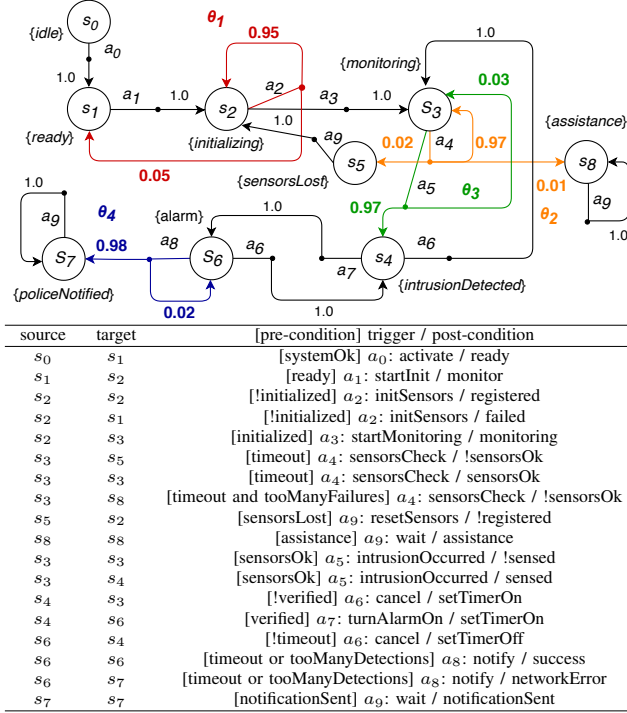 s0
{idle}
a0
1.0
s1
{ready}
a1
1.0
θ1
0.95
s2
a2
{initializing}
0.05
a3
1.0
{monitoring}
1.0
S3
0.03
a4
0.97
0.02
a9
1.0
s5
{sensorsLost}
a5
θ3
0.97
{assistance}
s8
0.01
θ2
a9
1.0
1.0
a9
S7
{policeNotified}
θ4
0.98
a8
0.02
{alarm}
S6
a6
1.0
1.0
a7
s4
a6
{intrusionDetected}
source target [pre-condition] trigger / post-condition
s0 s1 [systemOk] a0: activate / ready
s1 s2 [ready] a1: startInit / monitor
s2 s2 [!initialized] a2: initSensors / registered
s2 s1 [!initialized] a2: initSensors / failed
s2 s3 [initialized] a3: startMonitoring / monitoring
s3 s5 [timeout] a4: sensorsCheck / !sensorsOk
s3 s3 [timeout] a4: sensorsCheck / sensorsOk
s3 s8 [timeout and tooManyFailures] a4: sensorsCheck / !sensorsOk
s5 s2 [sensorsLost] a9: resetSensors / !registered
s8 s8 [assistance] a9: wait / assistance
s3 s3 [sensorsOk] a5: intrusionOccurred / !sensed
s3 s4 [sensorsOk] a5: intrusionOccurred / sensed
s4 s3 [!verified] a6: cancel / setTimerOn
s4 s6 [verified] a7: turnAlarmOn / setTimerOn
s6 s4 [!timeout] a6: cancel / setTimerOff
s6 s6 [timeout or tooManyDetections] a8: notify / success
s6 s7 [timeout or tooManyDetections] a8: notify / networkError
s7 s7 [notificationSent] a9: wait / notificationSent